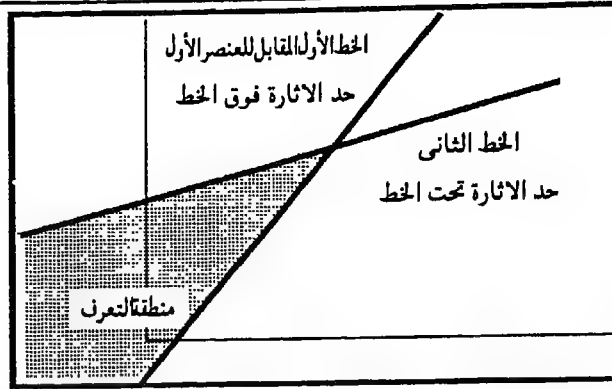 الخط الأول المقابل للعنصر الأول
حد الاثارة فوق الخط
الخط الثانى
حد الاثارة تحت الخط
منطقة التعرف